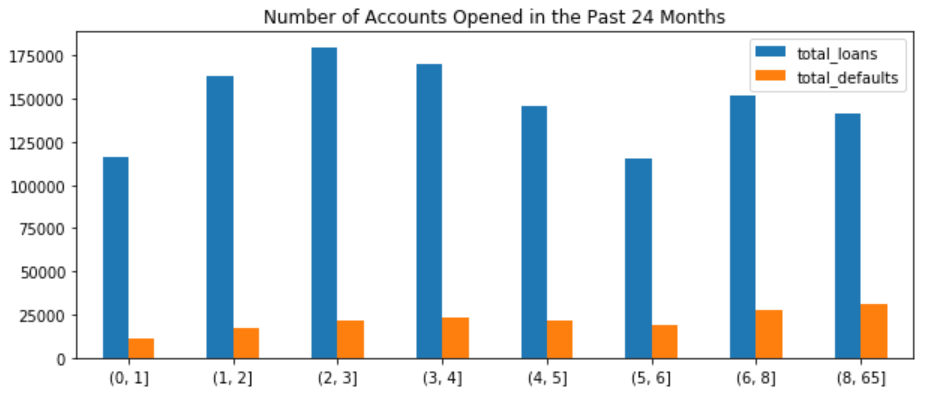 Number of Accounts Opened in the Past 24 Months
total_loans
total_defaults
175000
150000
125000
100000
75000
50000
25000
0
(0, 1] (1, 2] (2, 3] (3, 4] (4, 5] (5, 6] (6, 8] (8, 65]